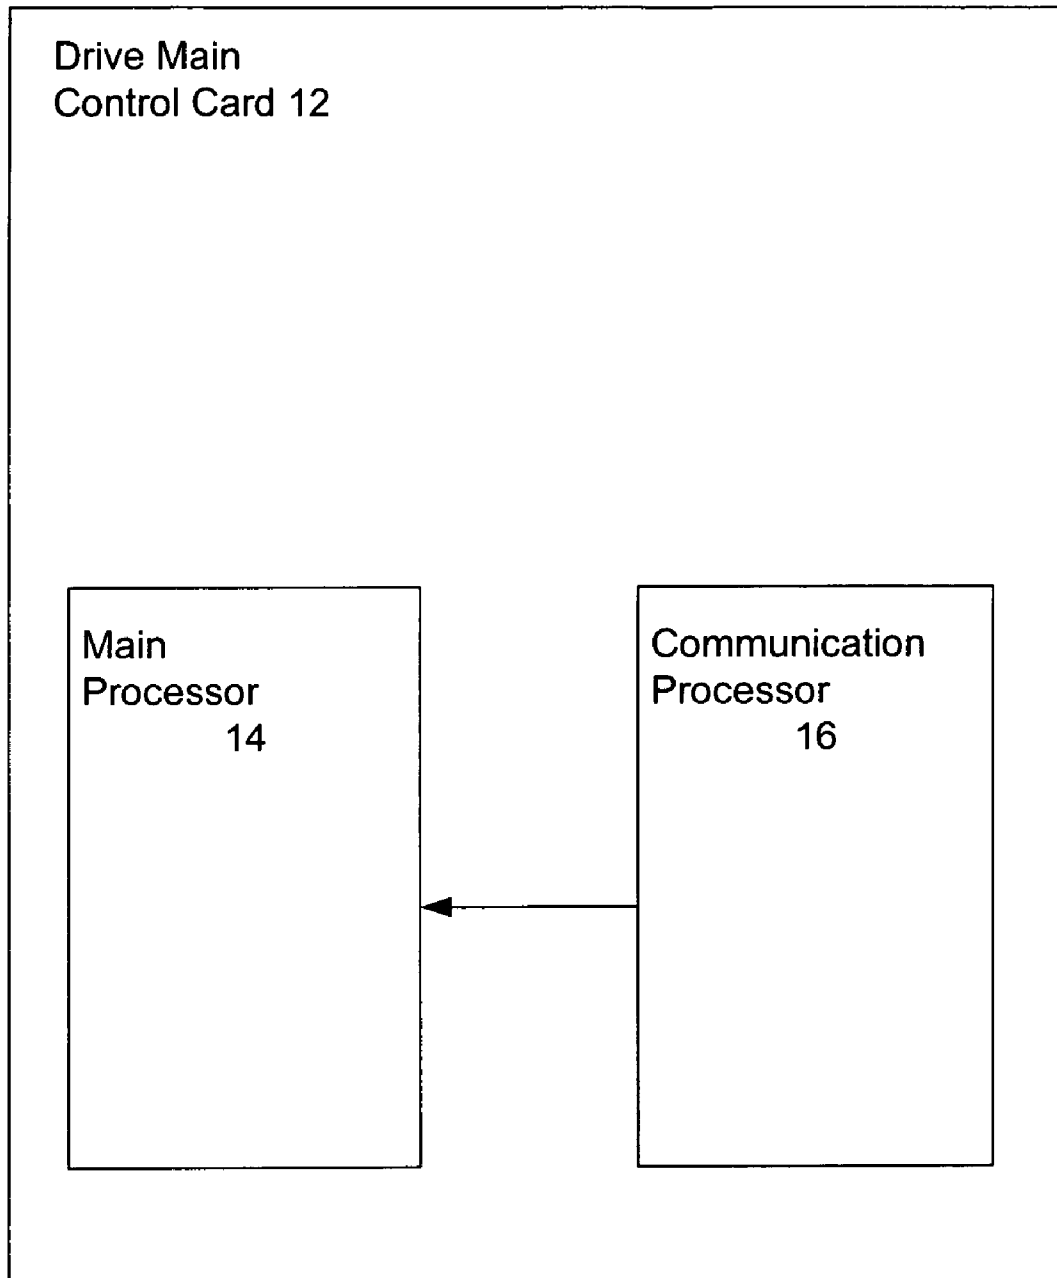 Drive Main
Control Card 12
Main
Processor
14
Communication
Processor
16